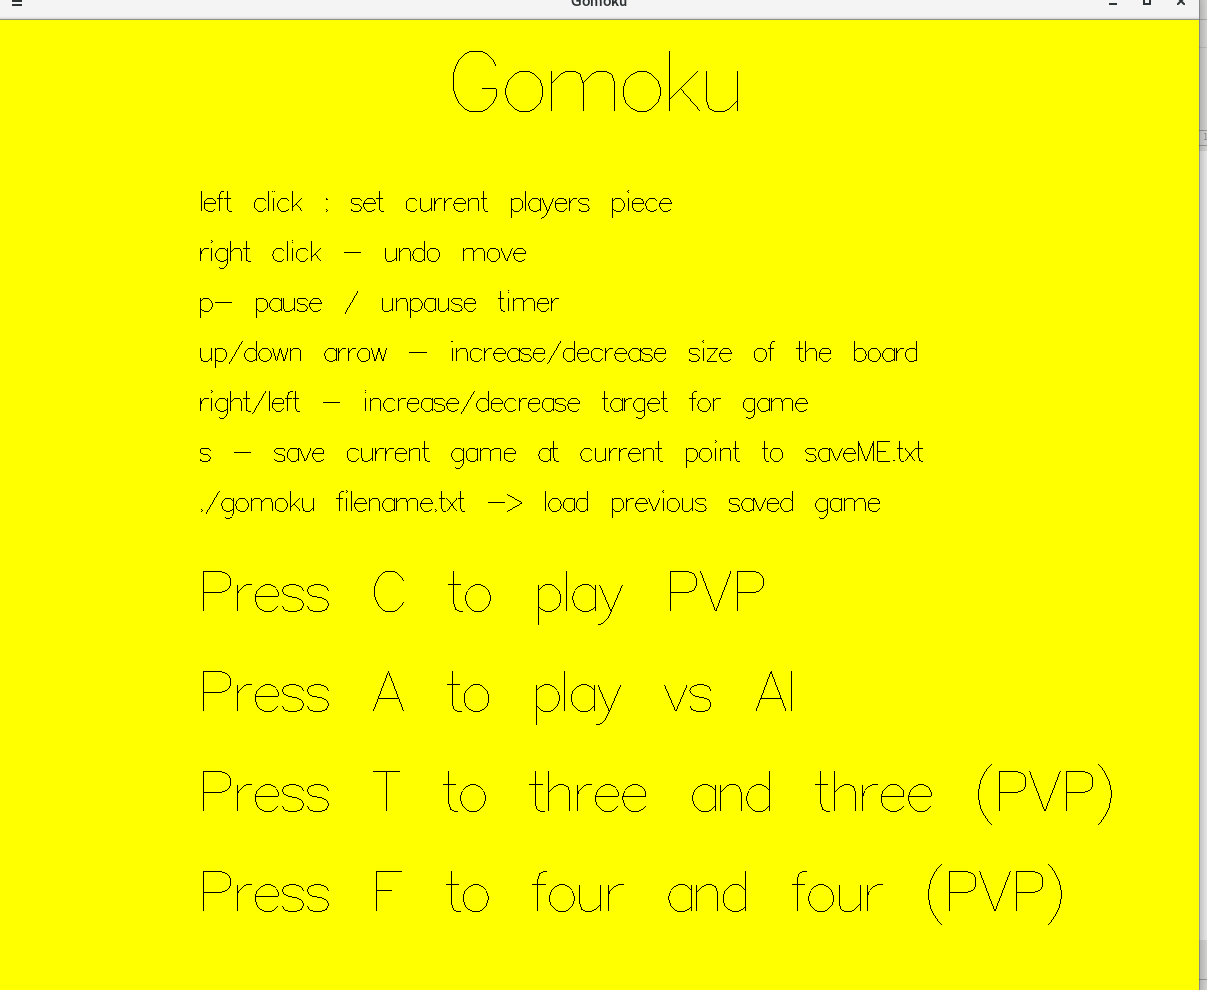 Gomoku
Gomoku
left click : set current players piece
right click - undo move
p- pause / unpause timer
up/down arrow - increase/decrease size of the board
right/left - increase/decrease target for game
s - save current game at current point to saveME.txt
./gomoku filename.txt -> load previous saved game
Press C to play PVP
Press A to play vs AI
Press T to three and three (PVP)
Press F to four and four (PVP)